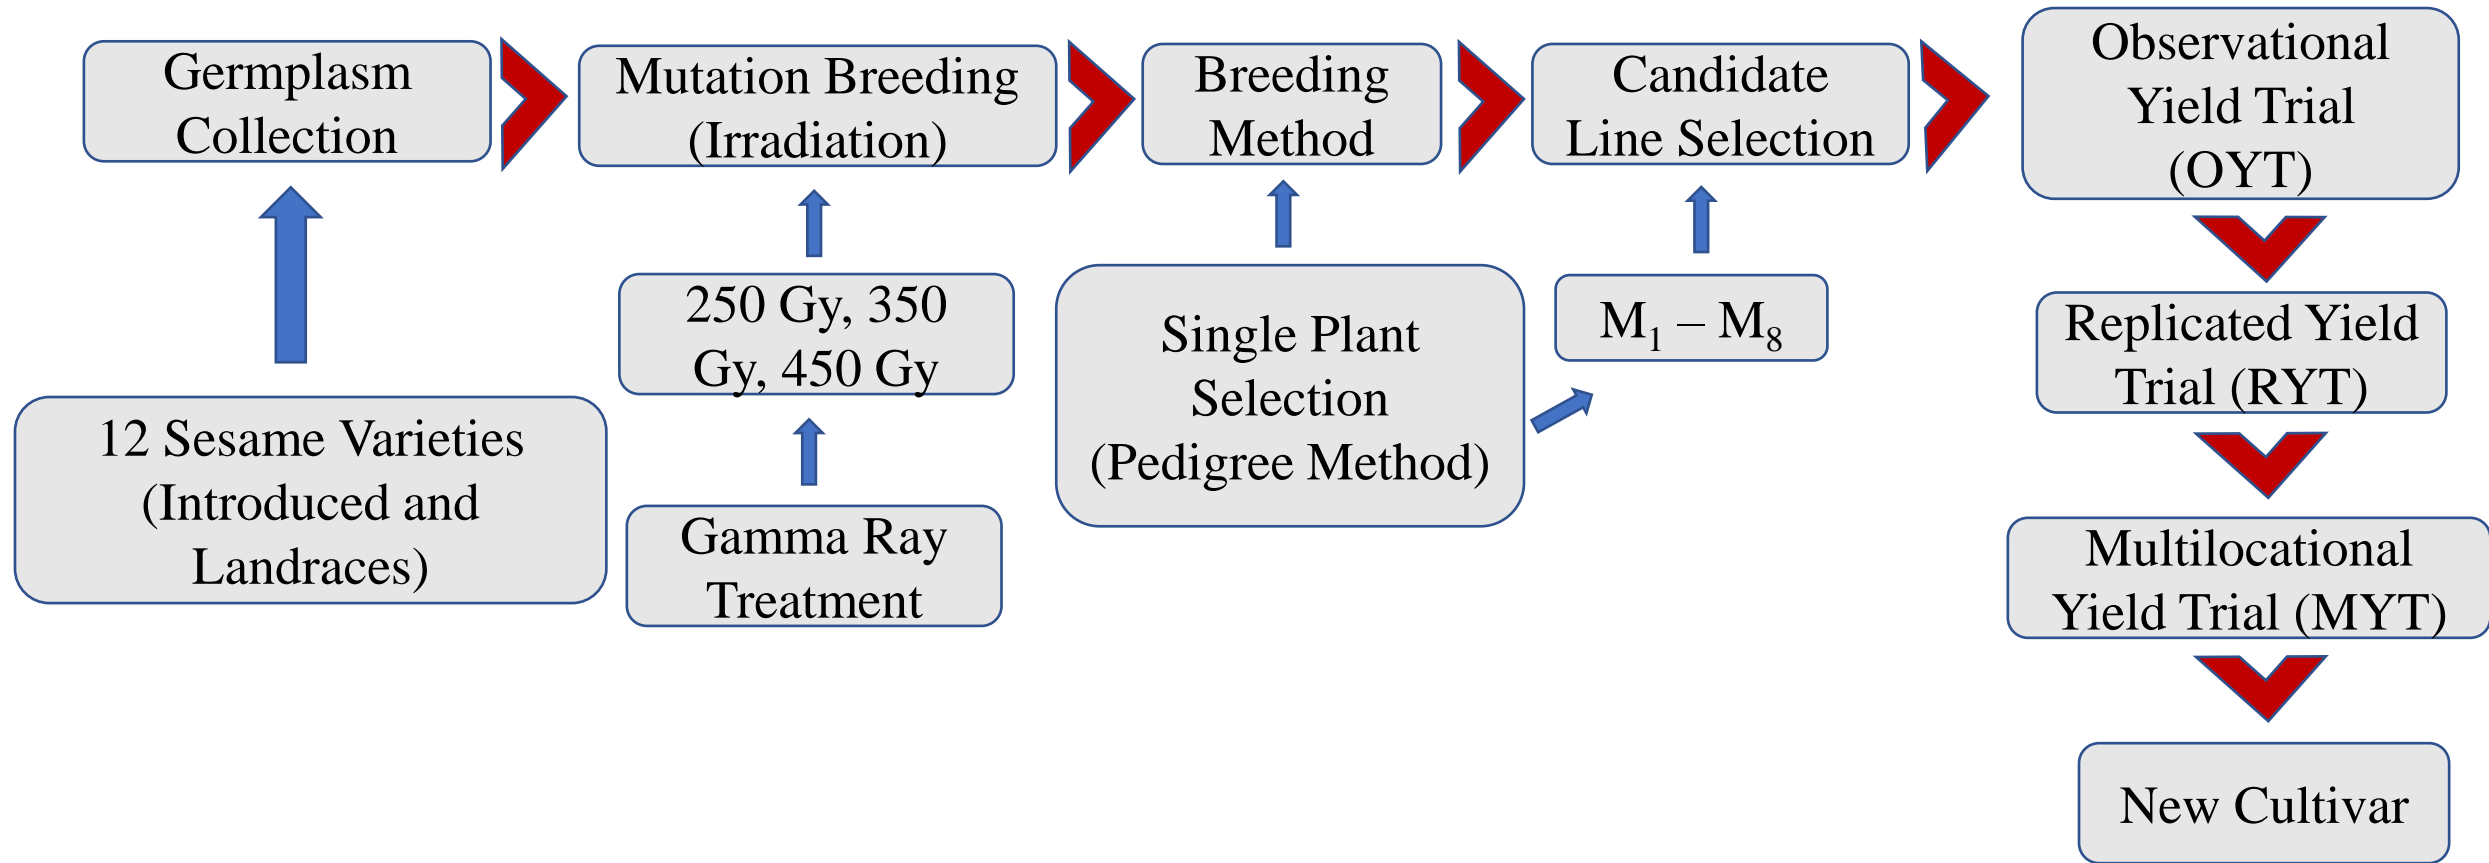 Germplasm
Collection
Mutation Breeding
(Irradiation)
Breeding
Method
Candidate
Line Selection
Observational
Yield Trial
(OYT)
12 Sesame Varieties
(Introduced and
Landraces)
250 Gy, 350
Gy, 450 Gy
Gamma Ray
Treatment
Single Plant
Selection
(Pedigree Method)
M₁ – M₈
Replicated Yield
Trial (RYT)
Multilocational
Yield Trial (MYT)
New Cultivar